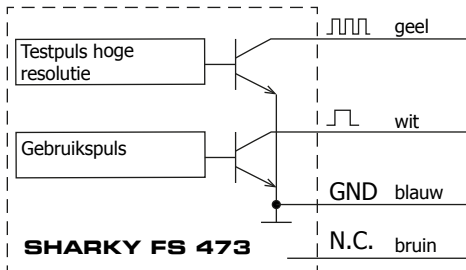 geel
Testpuls hoge
resolutie
wit
Gebruikspuls
GND blauw
SHARKY FS 473
N.C. bruin